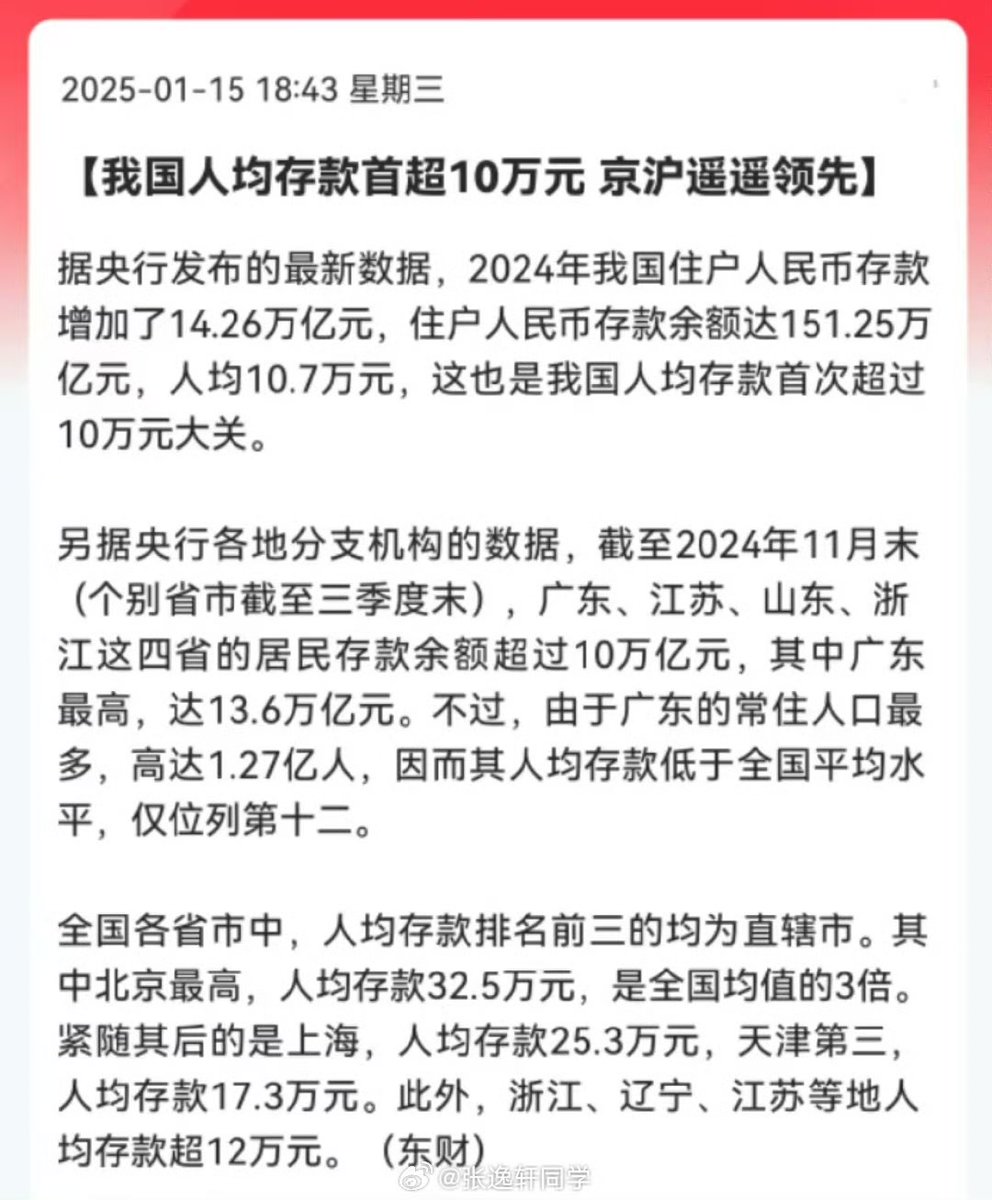 2025-01-15 18:43 星期三
【我国人均存款首超10万元 京沪遥遥领先】
据央行发布的最新数据，2024年我国住户人民币存款
增加了14.26万亿元，住户人民币存款余额达151.25万
亿元，人均10.7万元，这也是我国人均存款首次超过
10万元大关。
另据央行各地分支机构的数据，截至2024年11月末
（个别省市截至三季度末），广东、江苏、山东、浙
江这四省的居民存款余额超过10万亿元，其中广东
最高，达13.6万亿元。不过，由于广东的常住人口最
多，高达1.27亿人，因而其人均存款低于全国平均水
平，仅位列第十二。
全国各省市中，人均存款排名前三的均为直辖市。其
中北京最高，人均存款32.5万元，是全国均值的3倍。
紧随其后的是上海，人均存款25.3万元，天津第三，
人均存款17.3万元。此外，浙江、辽宁、江苏等地人
均存款超12万元。（东财）
@张逸轩同学